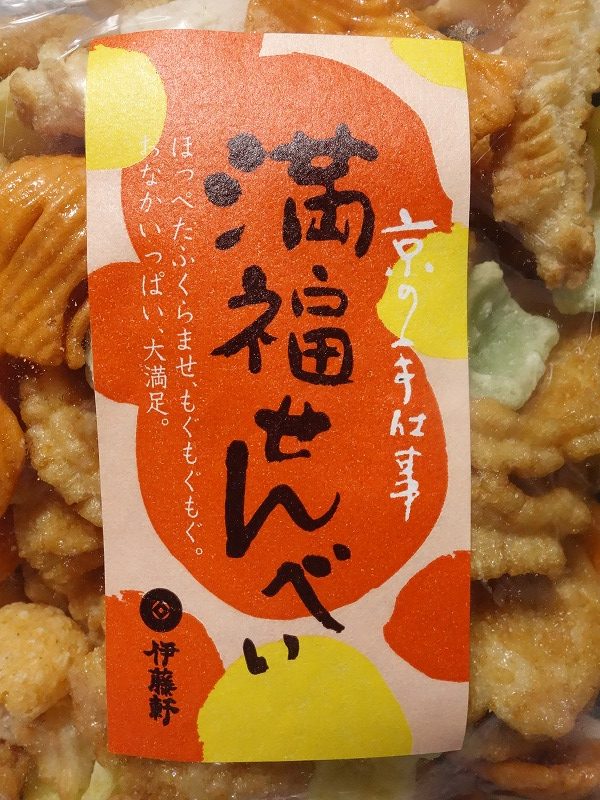 京の手仕事
満福せんべい
ほっぺたふくらませ、もぐもぐもぐ。
おなかいっぱい、大満足。
伊藤軒